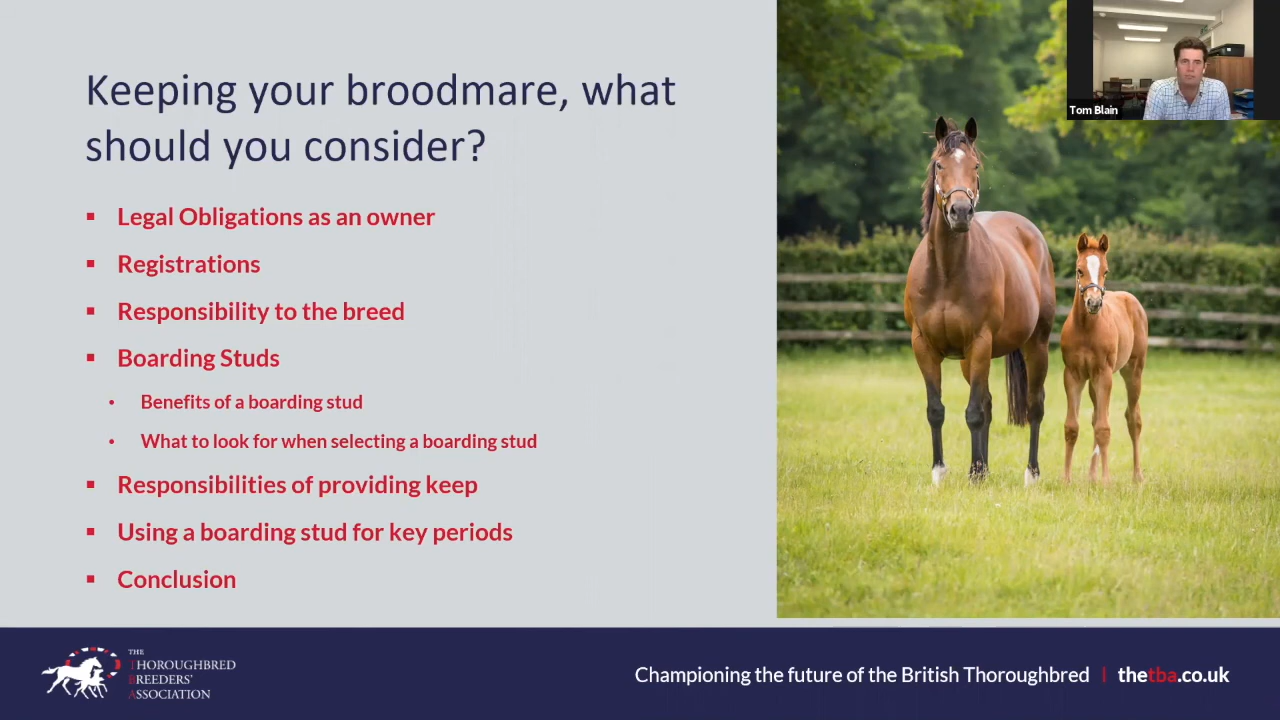 Keeping your broodmare, what
should you consider?
Legal Obligations as an owner
Registrations
Responsibility to the breed
Boarding Studs
Benefits of a boarding stud
What to look for when selecting a boarding stud
Responsibilities of providing keep
Using a boarding stud for key periods
Conclusion
Tom Blain
THE
THOROUGHBRED
BREEDERS'
ASSOCIATION
Championing the future of the British Thoroughbred | thetba.co.uk